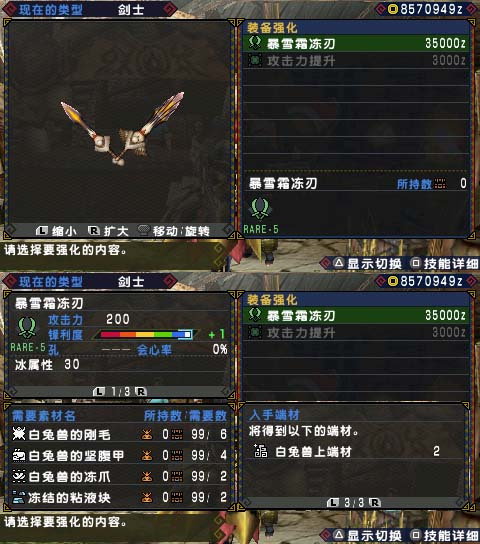 现在的类型 剑士 8570949z
装备强化
暴雪霜冻刃 35000z
攻击力提升 3000z
暴雪霜冻刃 所持数 0
RARE-5
L 缩小 R 扩大 移动/旋转
请选择要强化的内容。
△显示切换 □技能详细
现在的类型 剑士 8570949z
暴雪霜冻刃
攻击力 200
锋利度 +1
RARE-5 孔 --- 会心率 0%
冰属性 30
L 1/3 R
装备强化
暴雪霜冻刃 35000z
攻击力提升 3000z
需要素材名 所持数/需要数
白兔兽的刚毛 0 99/ 6
白兔兽的坚腹甲 0 99/ 4
白兔兽的冻爪 0 99/ 2
冻结的粘液块 0 99/ 2
入手端材
将得到以下的端材。
白兔兽上端材 2
L 3/3 R
请选择要强化的内容。
△显示切换 □技能详细